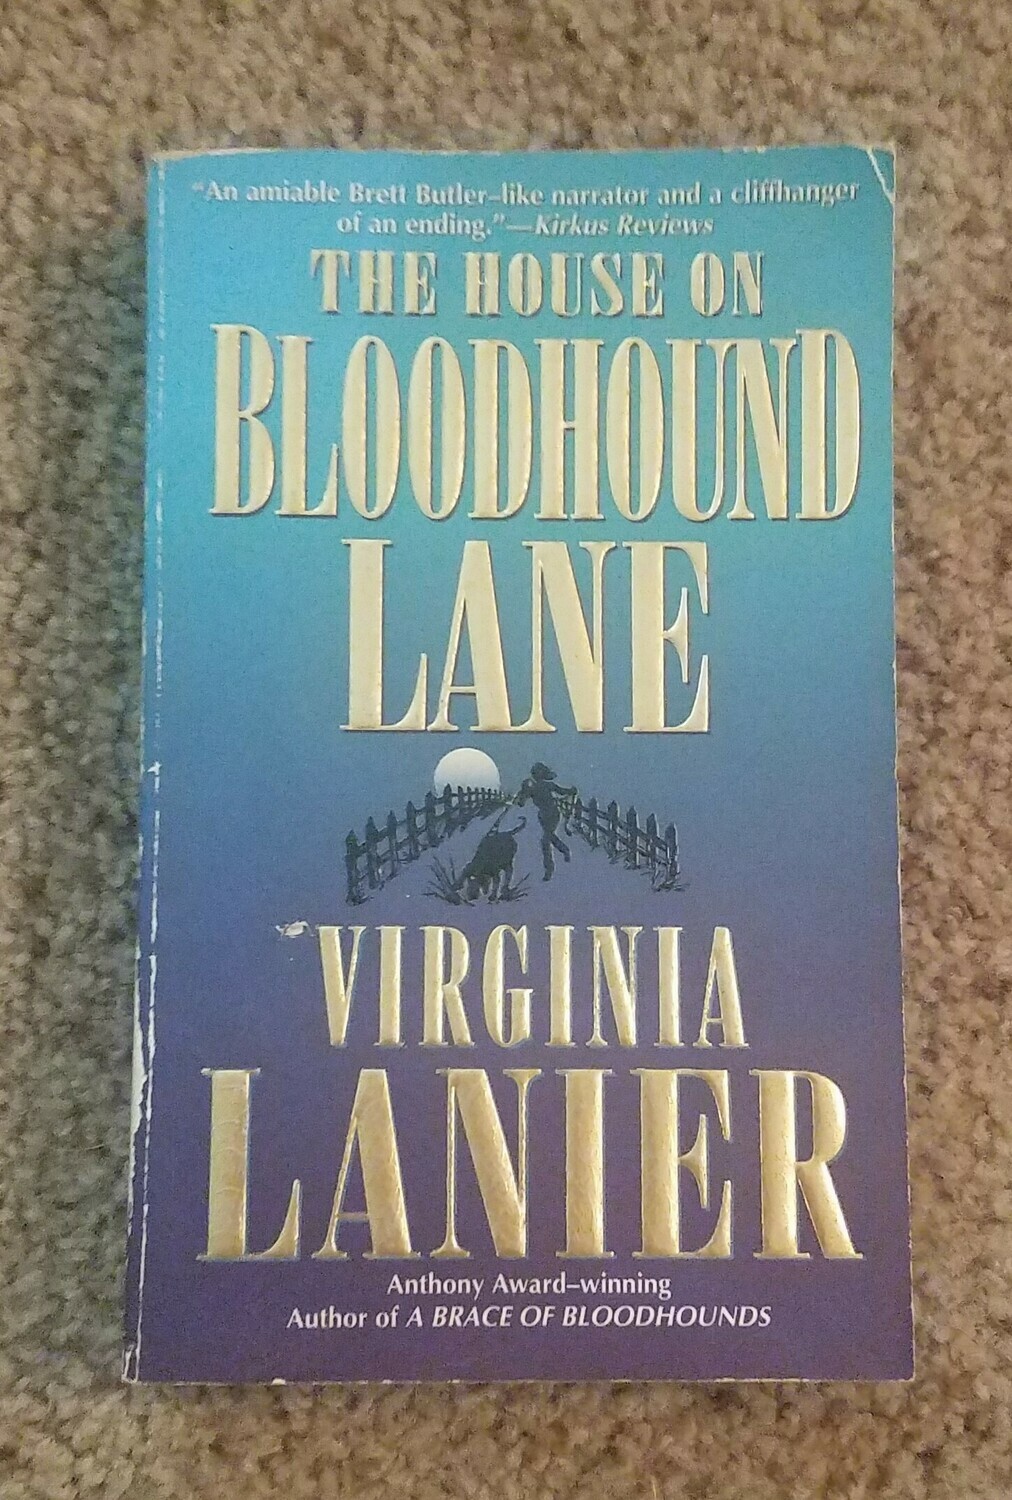 "An amiable Brett Butler–like narrator and a cliffhanger
of an ending."—Kirkus Reviews
THE HOUSE ON
BLOODHOUND
LANE
VIRGINIA
LANIER
Anthony Award–winning
Author of A BRACE OF BLOODHOUNDS